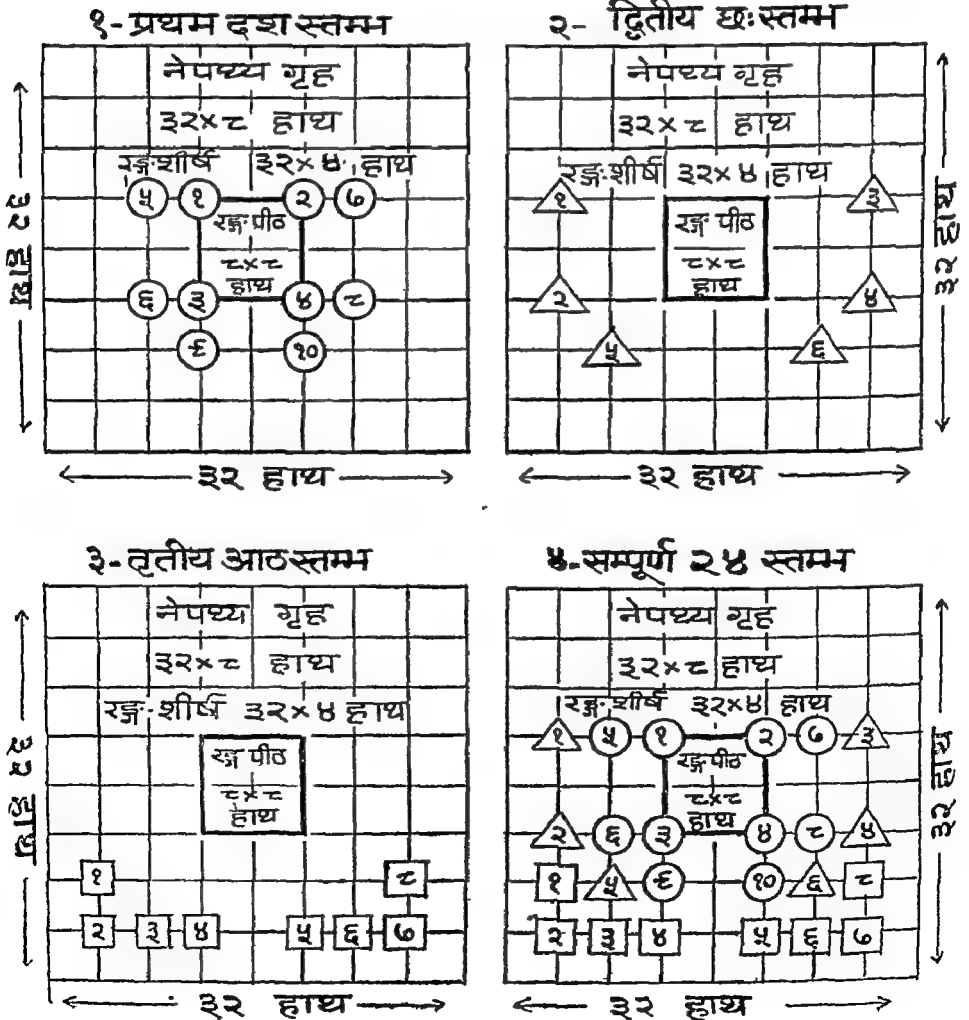 १- प्रथम दश स्तम्भ
नेपथ्य गृह
३२×८ हाथ
रङ्ग·शीर्ष ३२×४ हाथ
५ १ २ ७
रङ्ग पीठ
८×८
हाथ
६ ३ ४ ८
९ १०
३२ हाथ
३२ हाथ
२- द्वितीय छः स्तम्भ
नेपथ्य गृह
३२×८ हाथ
रङ्ग·शीर्ष ३२×४ हाथ
१ ३
रङ्ग पीठ
८×८
हाथ
२ ४
५ ६
३२ हाथ
३२ हाथ
३- तृतीय आठ स्तम्भ
नेपथ्य गृह
३२×८ हाथ
रङ्ग·शीर्ष ३२×४ हाथ
रङ्ग पीठ
८×८
हाथ
१ ८
२ ३ ४ ५ ६ ७
३२ हाथ
३२ हाथ
४- सम्पूर्ण २४ स्तम्भ
नेपथ्य गृह
३२×८ हाथ
रङ्ग·शीर्ष ३२×४ हाथ
१ ५ १ २ ७ ३
रङ्ग पीठ
८×८
हाथ
२ ६ ३ ४ ८ ४
१ ५ ९ १० ६ ८
२ ३ ४ ५ ६ ७
३२ हाथ
३२ हाथ